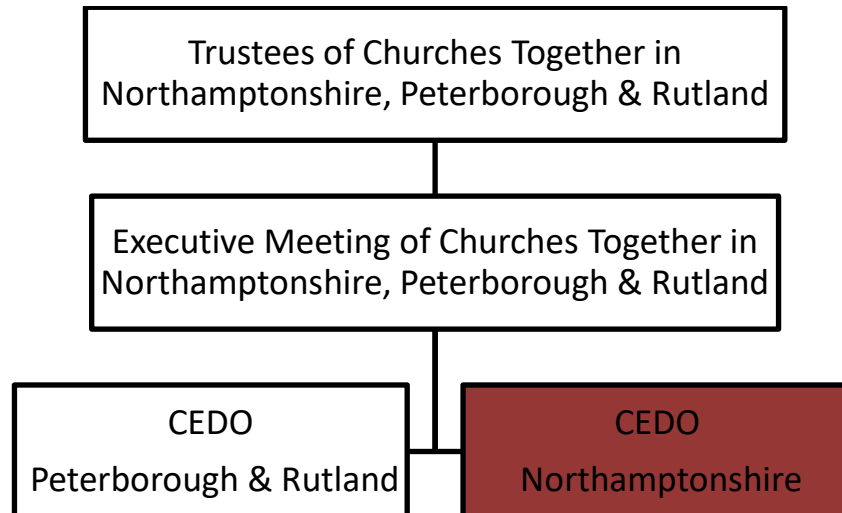 Trustees of Churches Together in
Northamptonshire, Peterborough & Rutland
Executive Meeting of Churches Together in
Northamptonshire, Peterborough & Rutland
CEDO
Peterborough & Rutland
CEDO
Northamptonshire